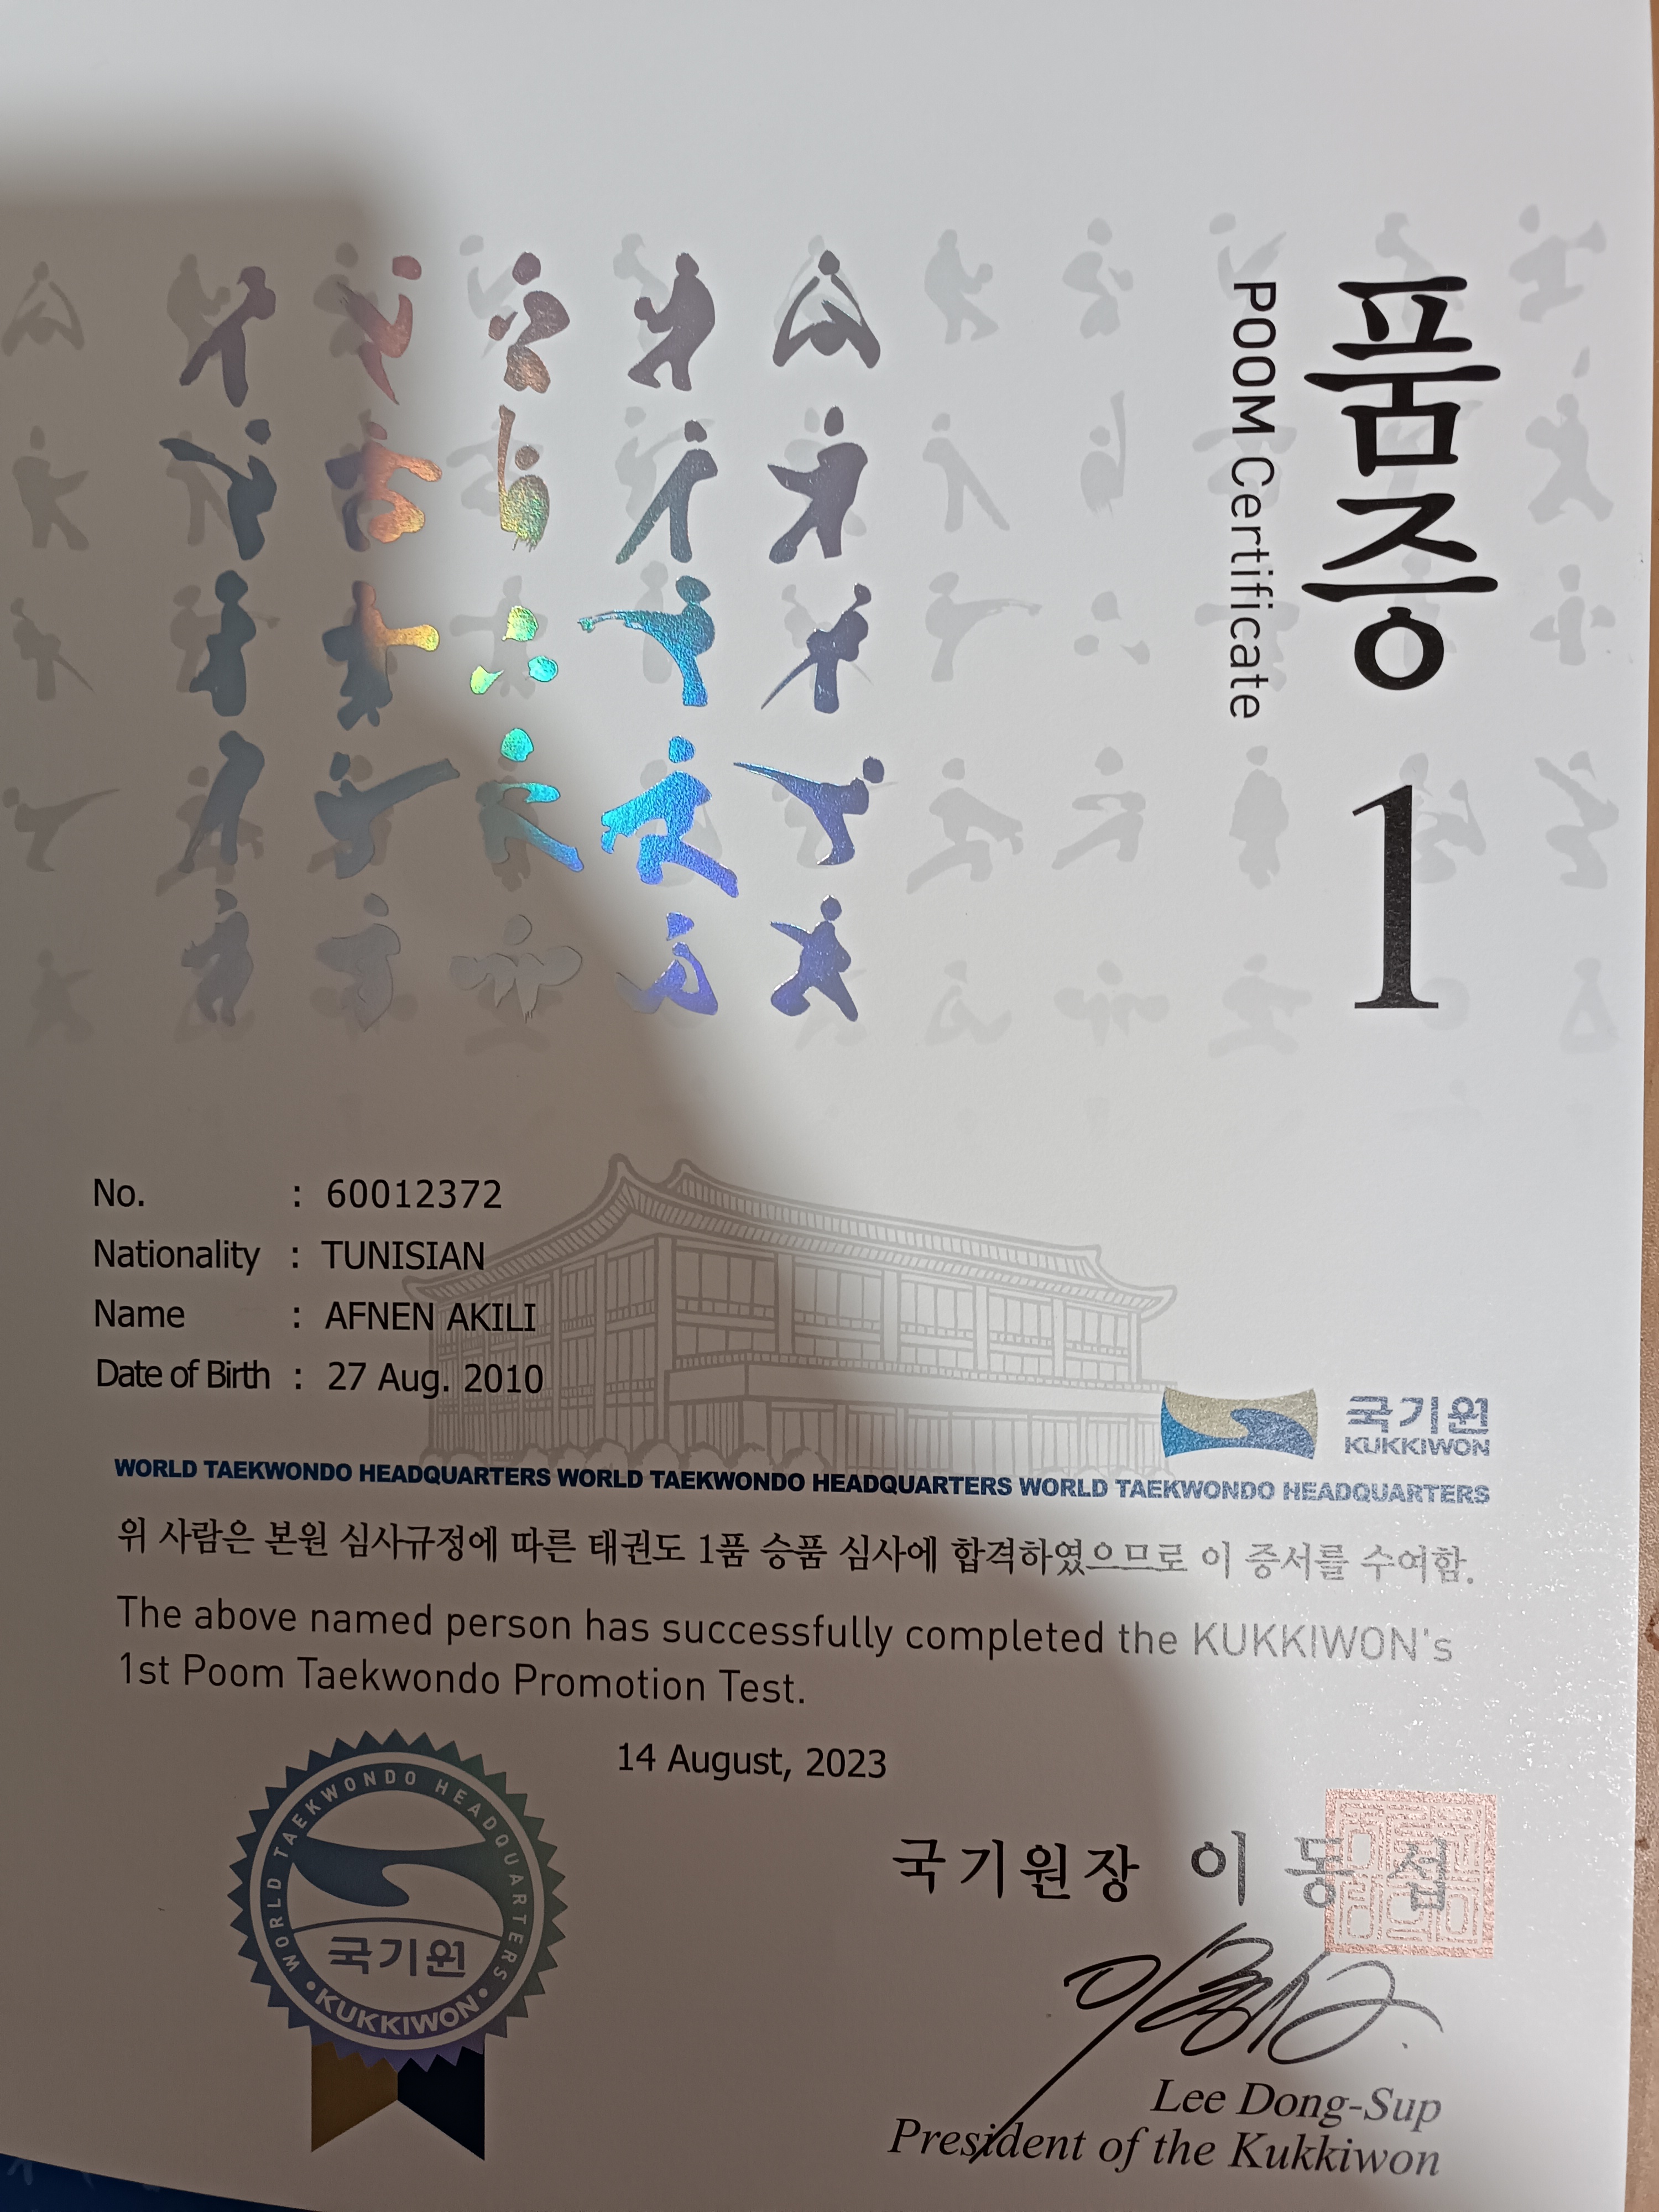 품증 1
POOM Certificate
No. : 60012372
Nationality : TUNISIAN
Name : AFNEN AKILI
Date of Birth : 27 Aug. 2010
국기원
KUKKIWON
WORLD TAEKWONDO HEADQUARTERS WORLD TAEKWONDO HEADQUARTERS WORLD TAEKWONDO HEADQUARTERS
위 사람은 본원 심사규정에 따른 태권도 1품 승품 심사에 합격하였으므로 이 증서를 수여함.
The above named person has successfully completed the KUKKIWON's
1st Poom Taekwondo Promotion Test.
14 August, 2023
WORLD TAEKWONDO HEADQUARTERS
국기원
•KUKKIWON•
국기원장 이 동 섭
Lee Dong-Sup
President of the Kukkiwon